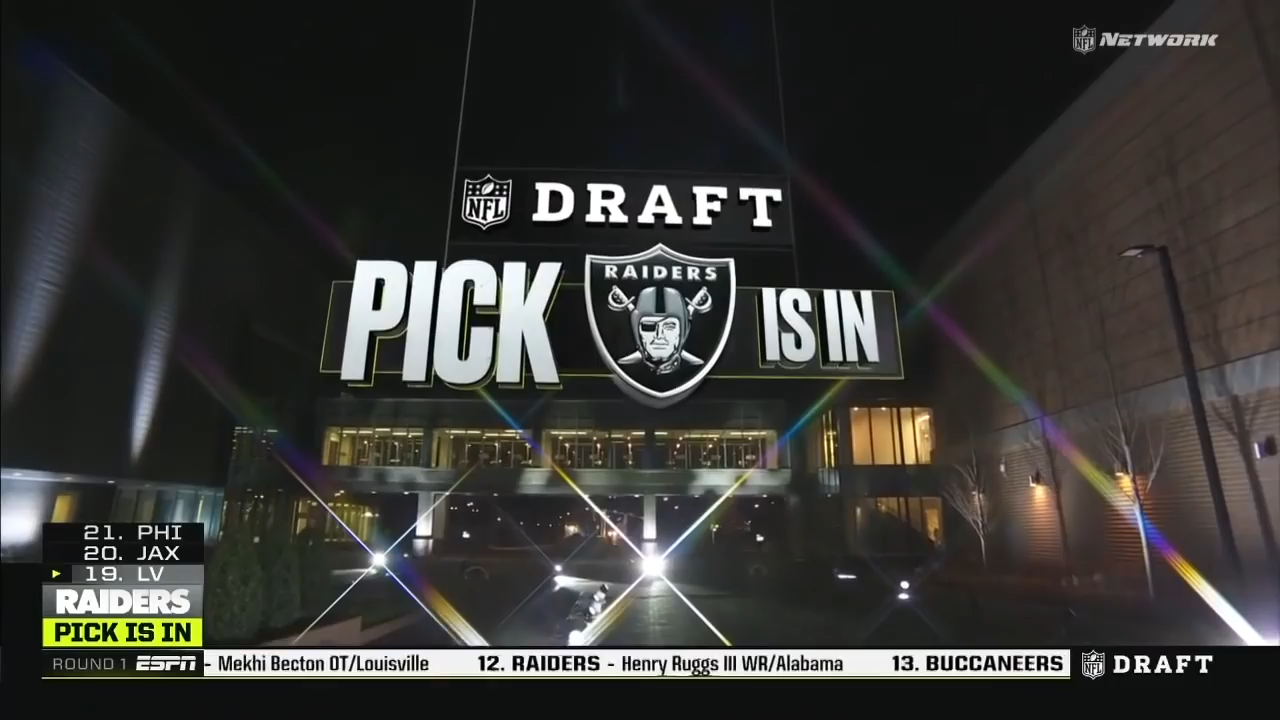 NFL NETWORK
NFL DRAFT
PICK RAIDERS IS IN
21. PHI
20. JAX
19. LV
RAIDERS
PICK IS IN
ROUND 1 ESPN - Mekhi Becton OT/Louisville 12. RAIDERS - Henry Ruggs III WR/Alabama 13. BUCCANEERS NFL DRAFT